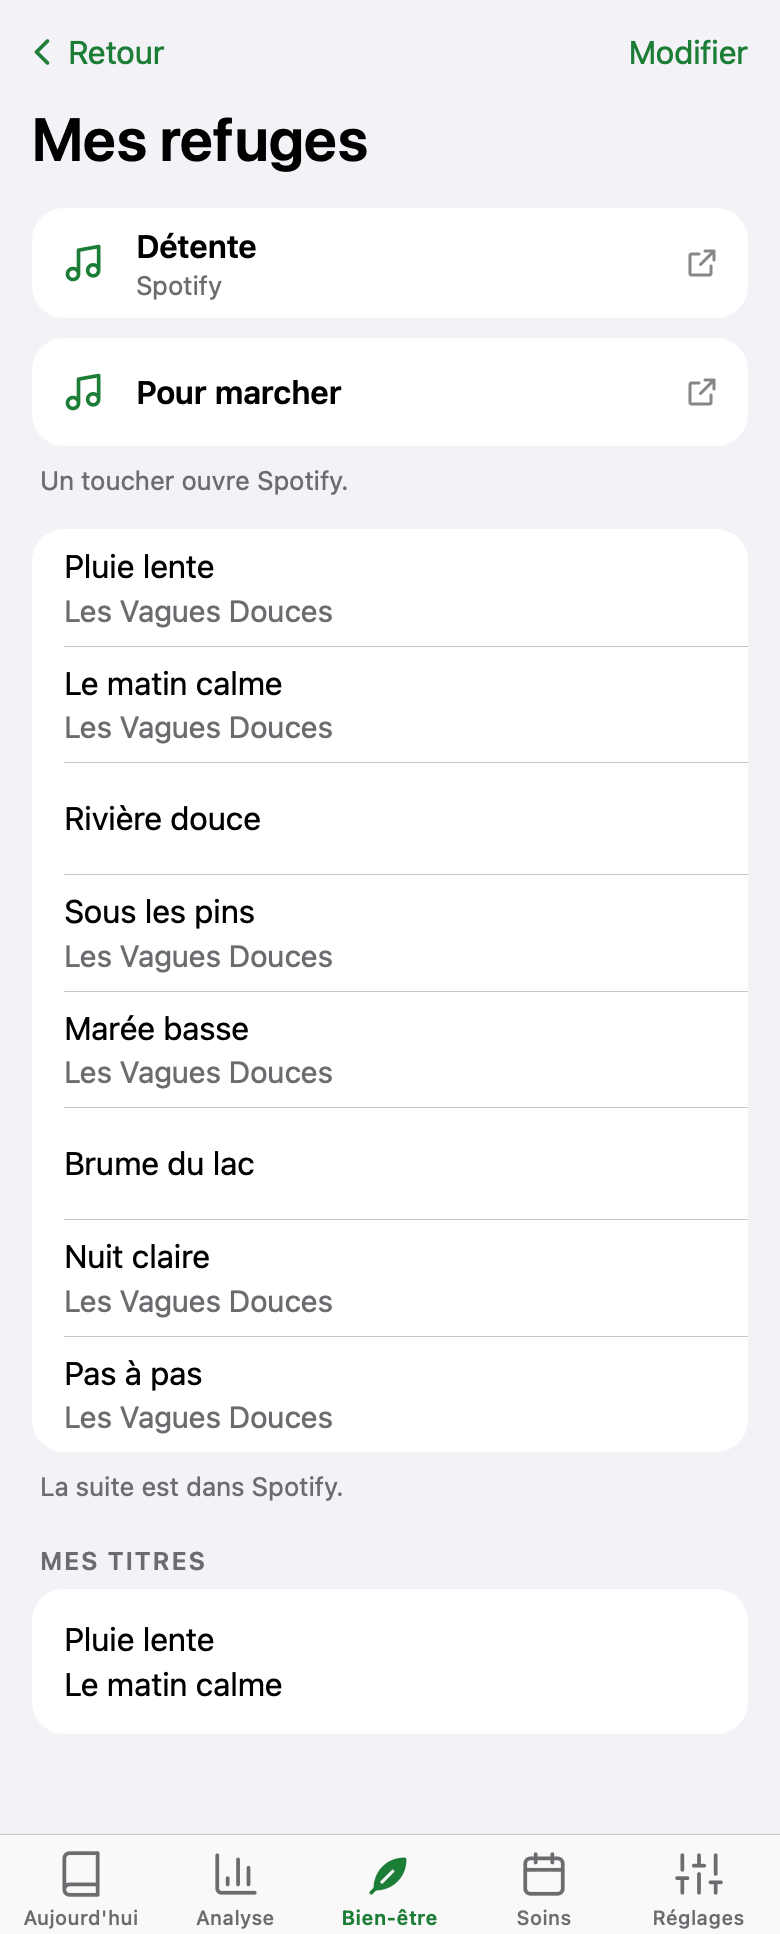 Retour
Modifier
Mes refuges
Détente
Spotify
Pour marcher
Un toucher ouvre Spotify.
Pluie lente
Les Vagues Douces
Le matin calme
Les Vagues Douces
Rivière douce
Sous les pins
Les Vagues Douces
Marée basse
Les Vagues Douces
Brume du lac
Nuit claire
Les Vagues Douces
Pas à pas
Les Vagues Douces
La suite est dans Spotify.
MES TITRES
Pluie lente
Le matin calme
Aujourd'hui
Analyse
Bien-être
Soins
Réglages